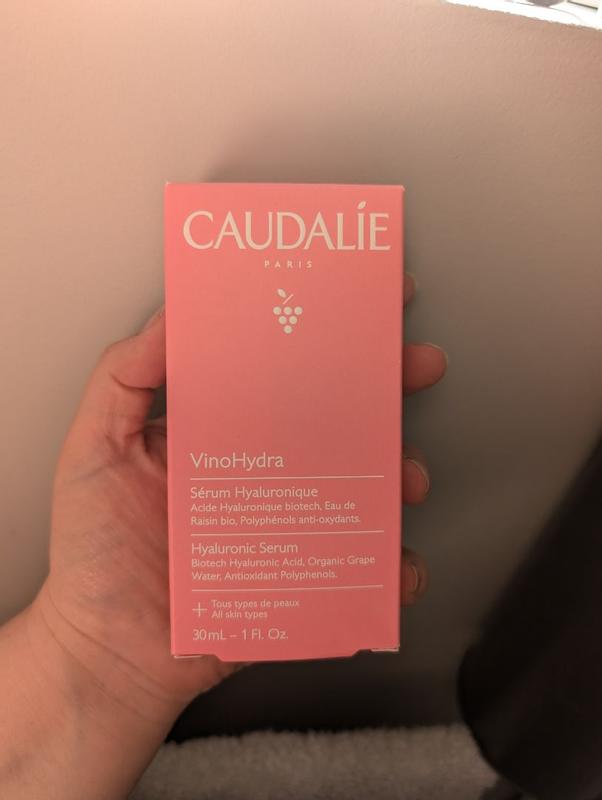 CAUDALÍE
PARIS
VinoHydra
Sérum Hyaluronique
Acide Hyaluronique biotech, Eau de
Raisin bio, Polyphénols anti-oxydants.
Hyaluronic Serum
Biotech Hyaluronic Acid, Organic Grape
Water, Antioxidant Polyphenols.
+ Tous types de peaux
All skin types
30mL – 1 Fl. Oz.